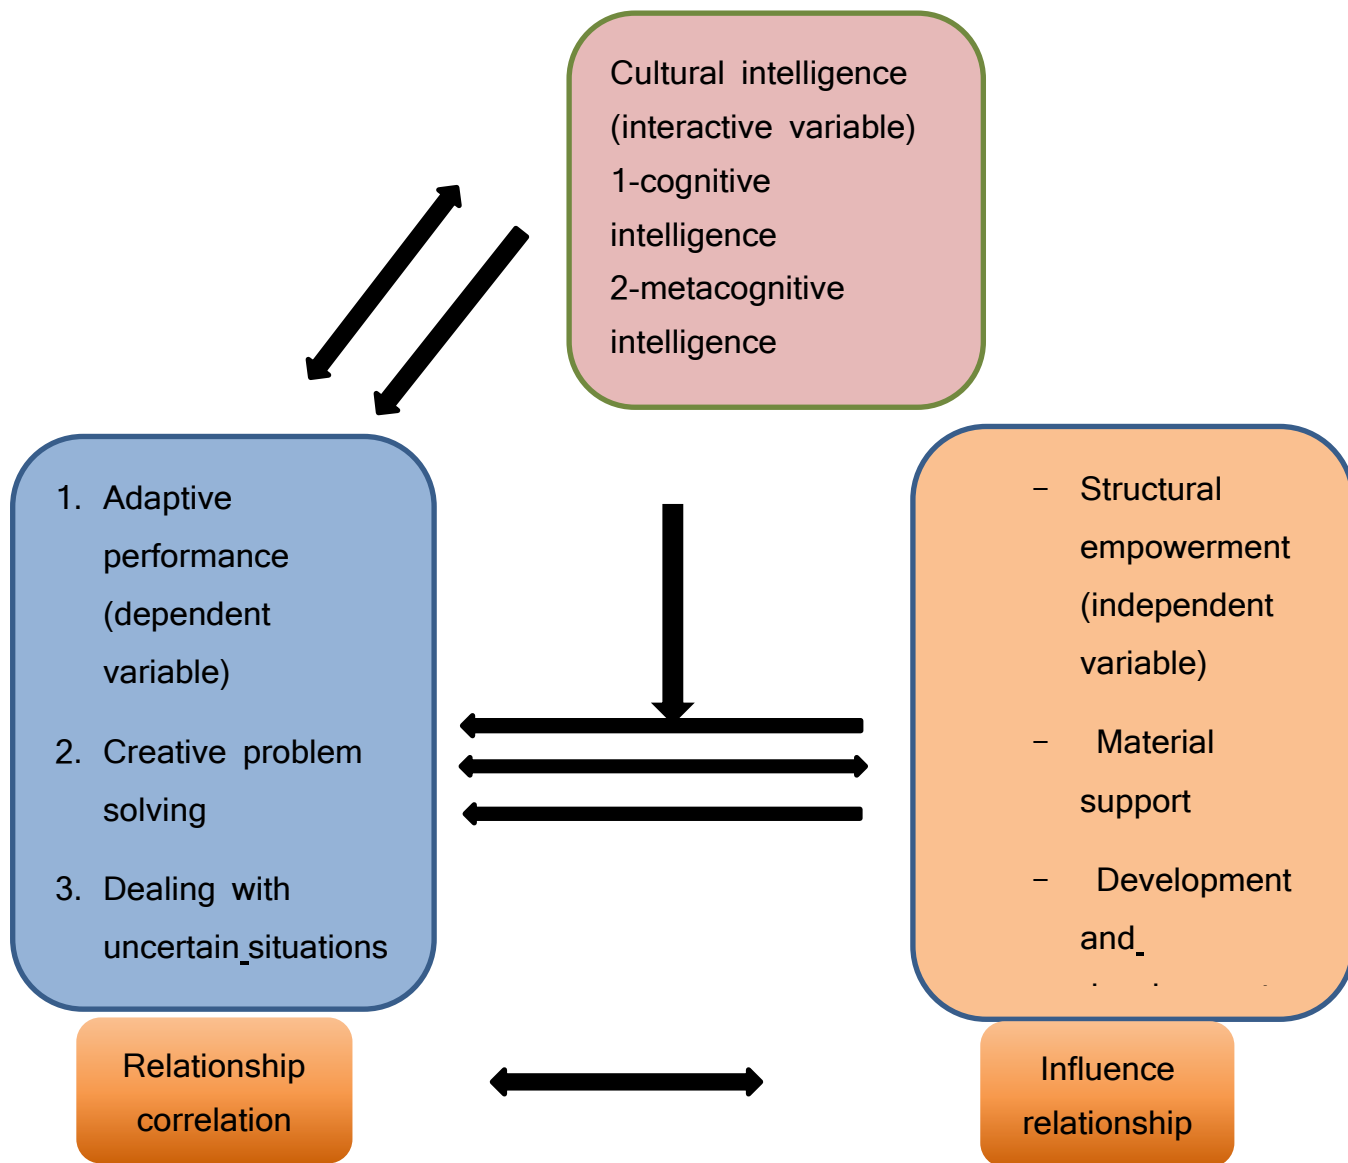 Cultural intelligence
(interactive variable)
1-cognitive
intelligence
2-metacognitive
intelligence
1. Adaptive
performance
(dependent
variable)
2. Creative problem
solving
3. Dealing with
uncertain situations
- Structural
empowerment
(independent
variable)
- Material
support
- Development
and
Relationship
correlation
Influence
relationship